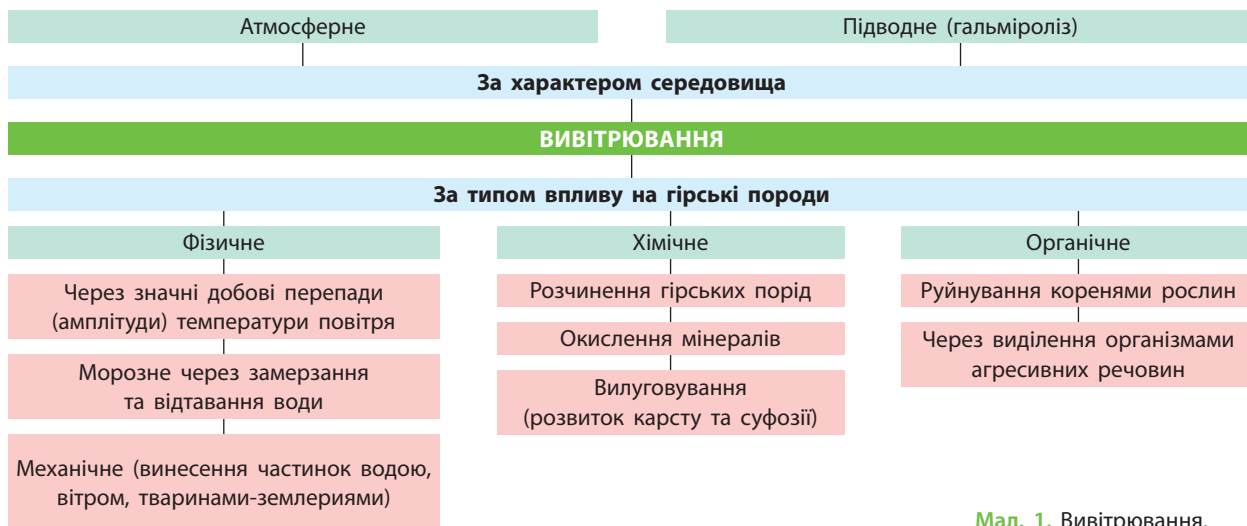 Атмосферне
Підводне (гальміроліз)
За характером середовища
ВИВІТРЮВАННЯ
За типом впливу на гірські породи
Фізичне
Через значні добові перепади
(амплітуди) температури повітря
Морозне через замерзання
та відтавання води
Механічне (винесення частинок водою,
вітром, тваринами-землериями)
Хімічне
Розчинення гірських порід
Окислення мінералів
Вилуговування
(розвиток карсту та суфозії)
Органічне
Руйнування коренями рослин
Через виділення організмами
агресивних речовин
Мал. 1. Вивітрювання.